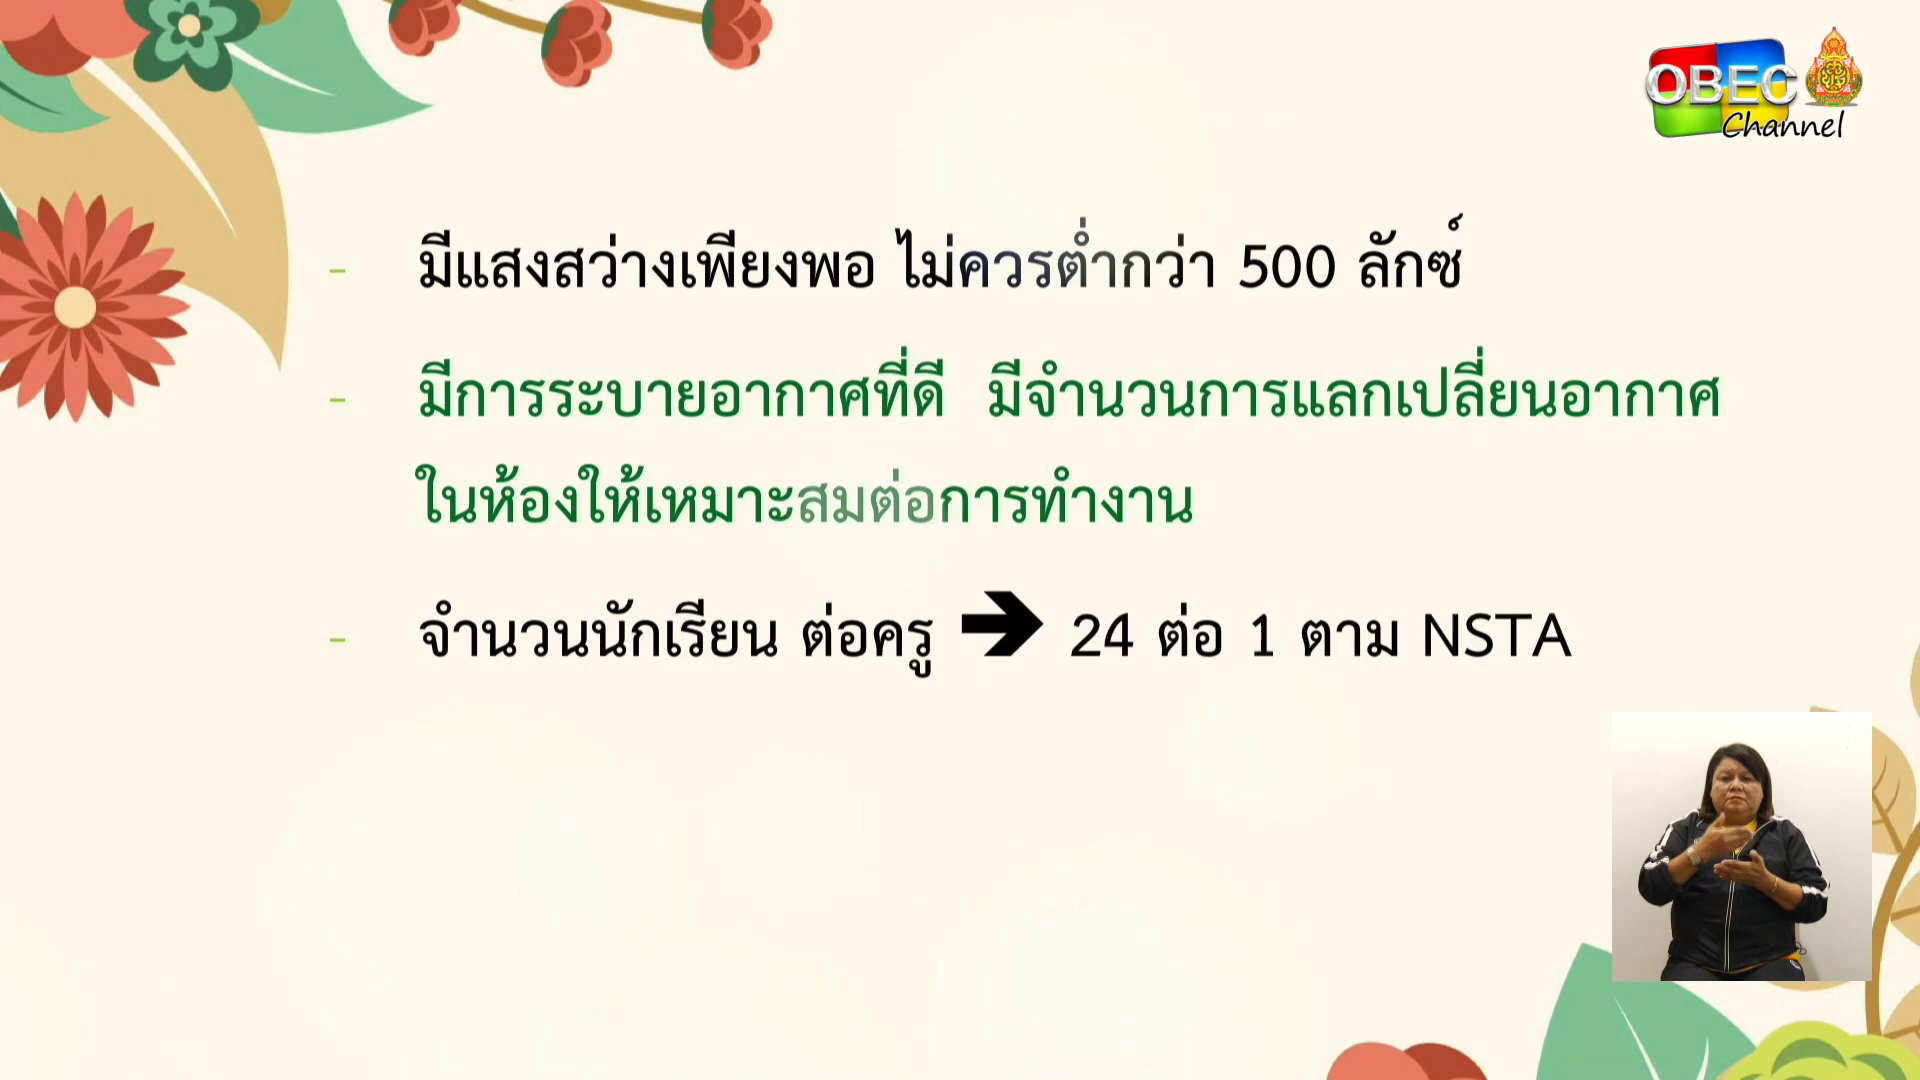 OBEC
Channel
- มีแสงสว่างเพียงพอ ไม่ควรต่ำกว่า 500 ลักซ์
- มีการระบายอากาศที่ดี มีจำนวนการแลกเปลี่ยนอากาศ
ในห้องให้เหมาะสมต่อการทำงาน
- จำนวนนักเรียน ต่อครู ➔ 24 ต่อ 1 ตาม NSTA